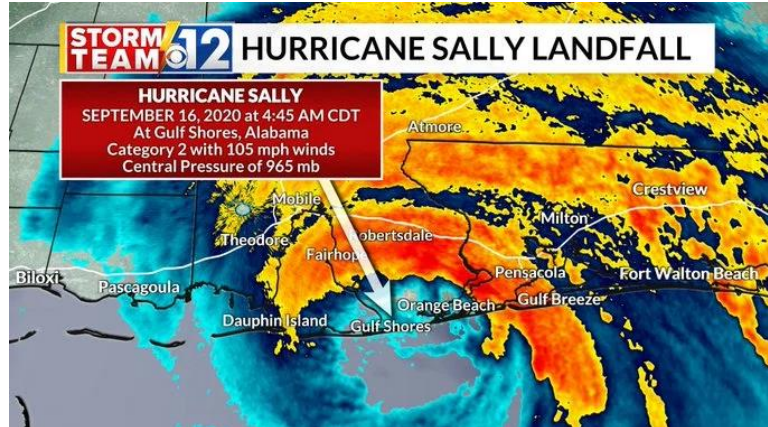 STORM TEAM 12 HURRICANE SALLY LANDFALL
HURRICANE SALLY
SEPTEMBER 16, 2020 at 4:45 AM CDT
At Gulf Shores, Alabama
Category 2 with 105 mph winds
Central Pressure of 965 mb
Atmore
Crestview
Mobile
Milton
Theodore
obertsdale
Fairhope
Pensacola
Biloxi
Pascagoula
Fort Walton Beach
Orange Beach
Gulf Breeze
Dauphin Island
Gulf Shores